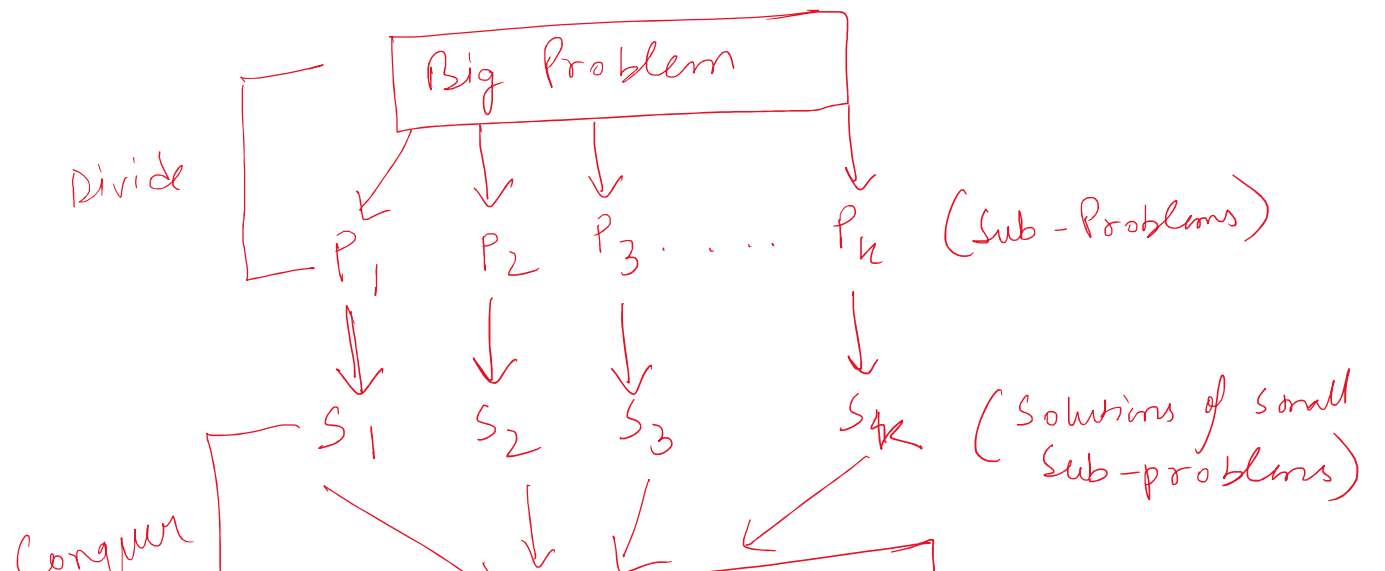 Big Problem
Divide
P1 P2 P3 ..... Pk (Sub-Problems)
S1 S2 S3 Sk (Solutions of small
Sub-problems)
Conquer